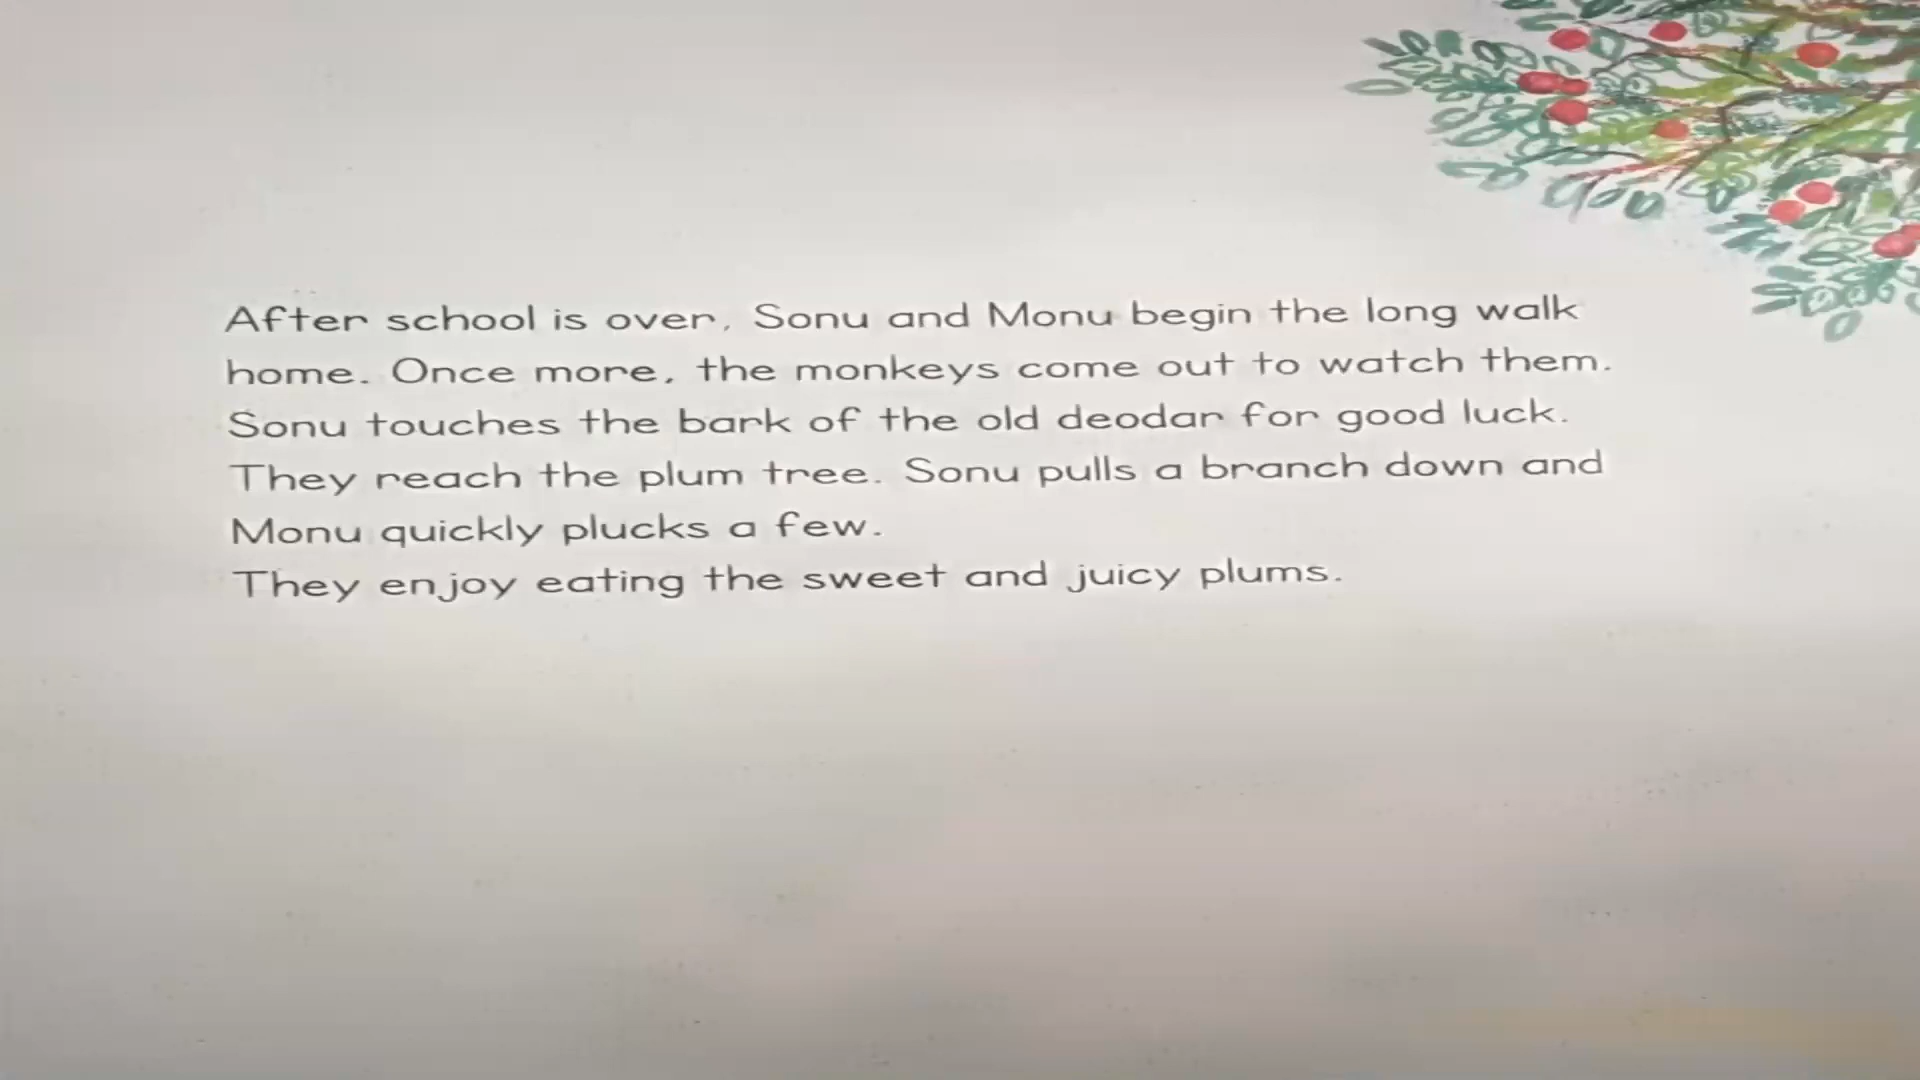 After school is over, Sonu and Monu begin the long walk
home. Once more, the monkeys come out to watch them.
Sonu touches the bark of the old deodar for good luck.
They reach the plum tree. Sonu pulls a branch down and
Monu quickly plucks a few.
They enjoy eating the sweet and juicy plums.